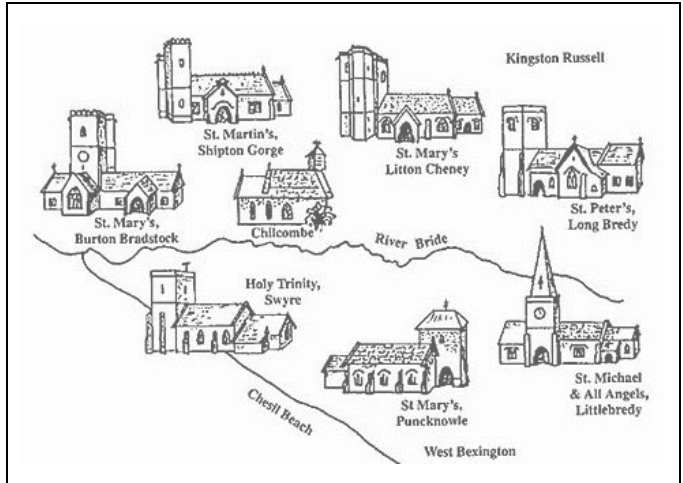 Kingston Russell
St. Martin's,
Shipton Gorge
St. Mary's
Litton Cheney
St. Peter's,
Long Bredy
St. Mary's,
Burton Bradstock
Chilcombe
River Bride
Holy Trinity,
Swyre
St. Michael
& All Angels,
Littlebredy
St Mary's,
Puncknowle
Chesil Beach
West Bexington